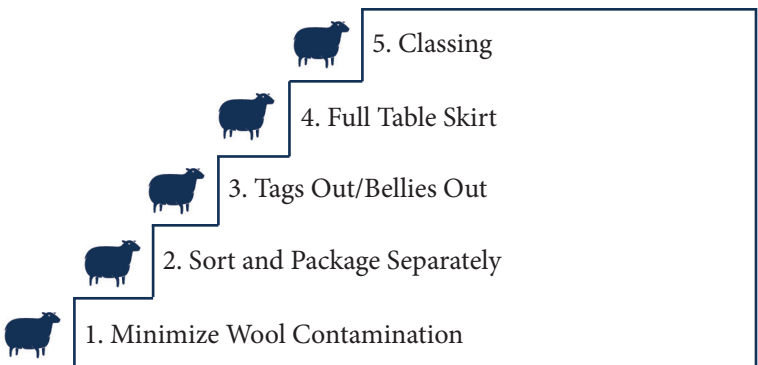 5. Classing
4. Full Table Skirt
3. Tags Out/Bellies Out
2. Sort and Package Separately
1. Minimize Wool Contamination